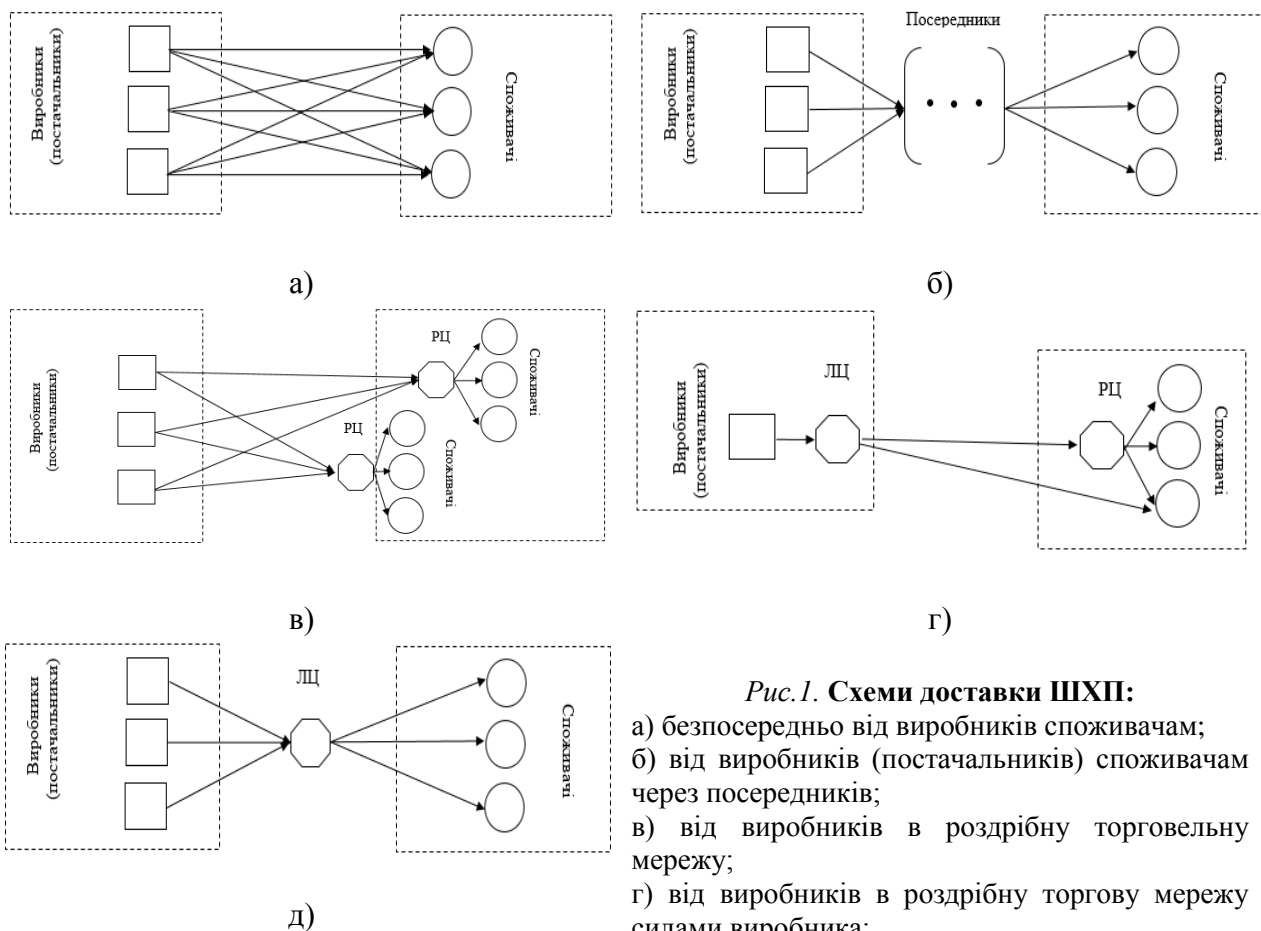 Виробники
(постачальники)
Споживачі
Виробники
(постачальники)
Посередники
Споживачі
а)
б)
Виробники
(постачальники)
РЦ
Споживачі
РЦ
Споживачі
Виробники
(постачальники)
ЛЦ
РЦ
Споживачі
в)
г)
Виробники
(постачальники)
ЛЦ
Споживачі
д)
Рис.1. Схеми доставки ШХП:
а) безпосередньо від виробників споживачам;
б) від виробників (постачальників) споживачам
через посередників;
в) від виробників в роздрібну торговельну
мережу;
г) від виробників в роздрібну торгову мережу
силами виробника;